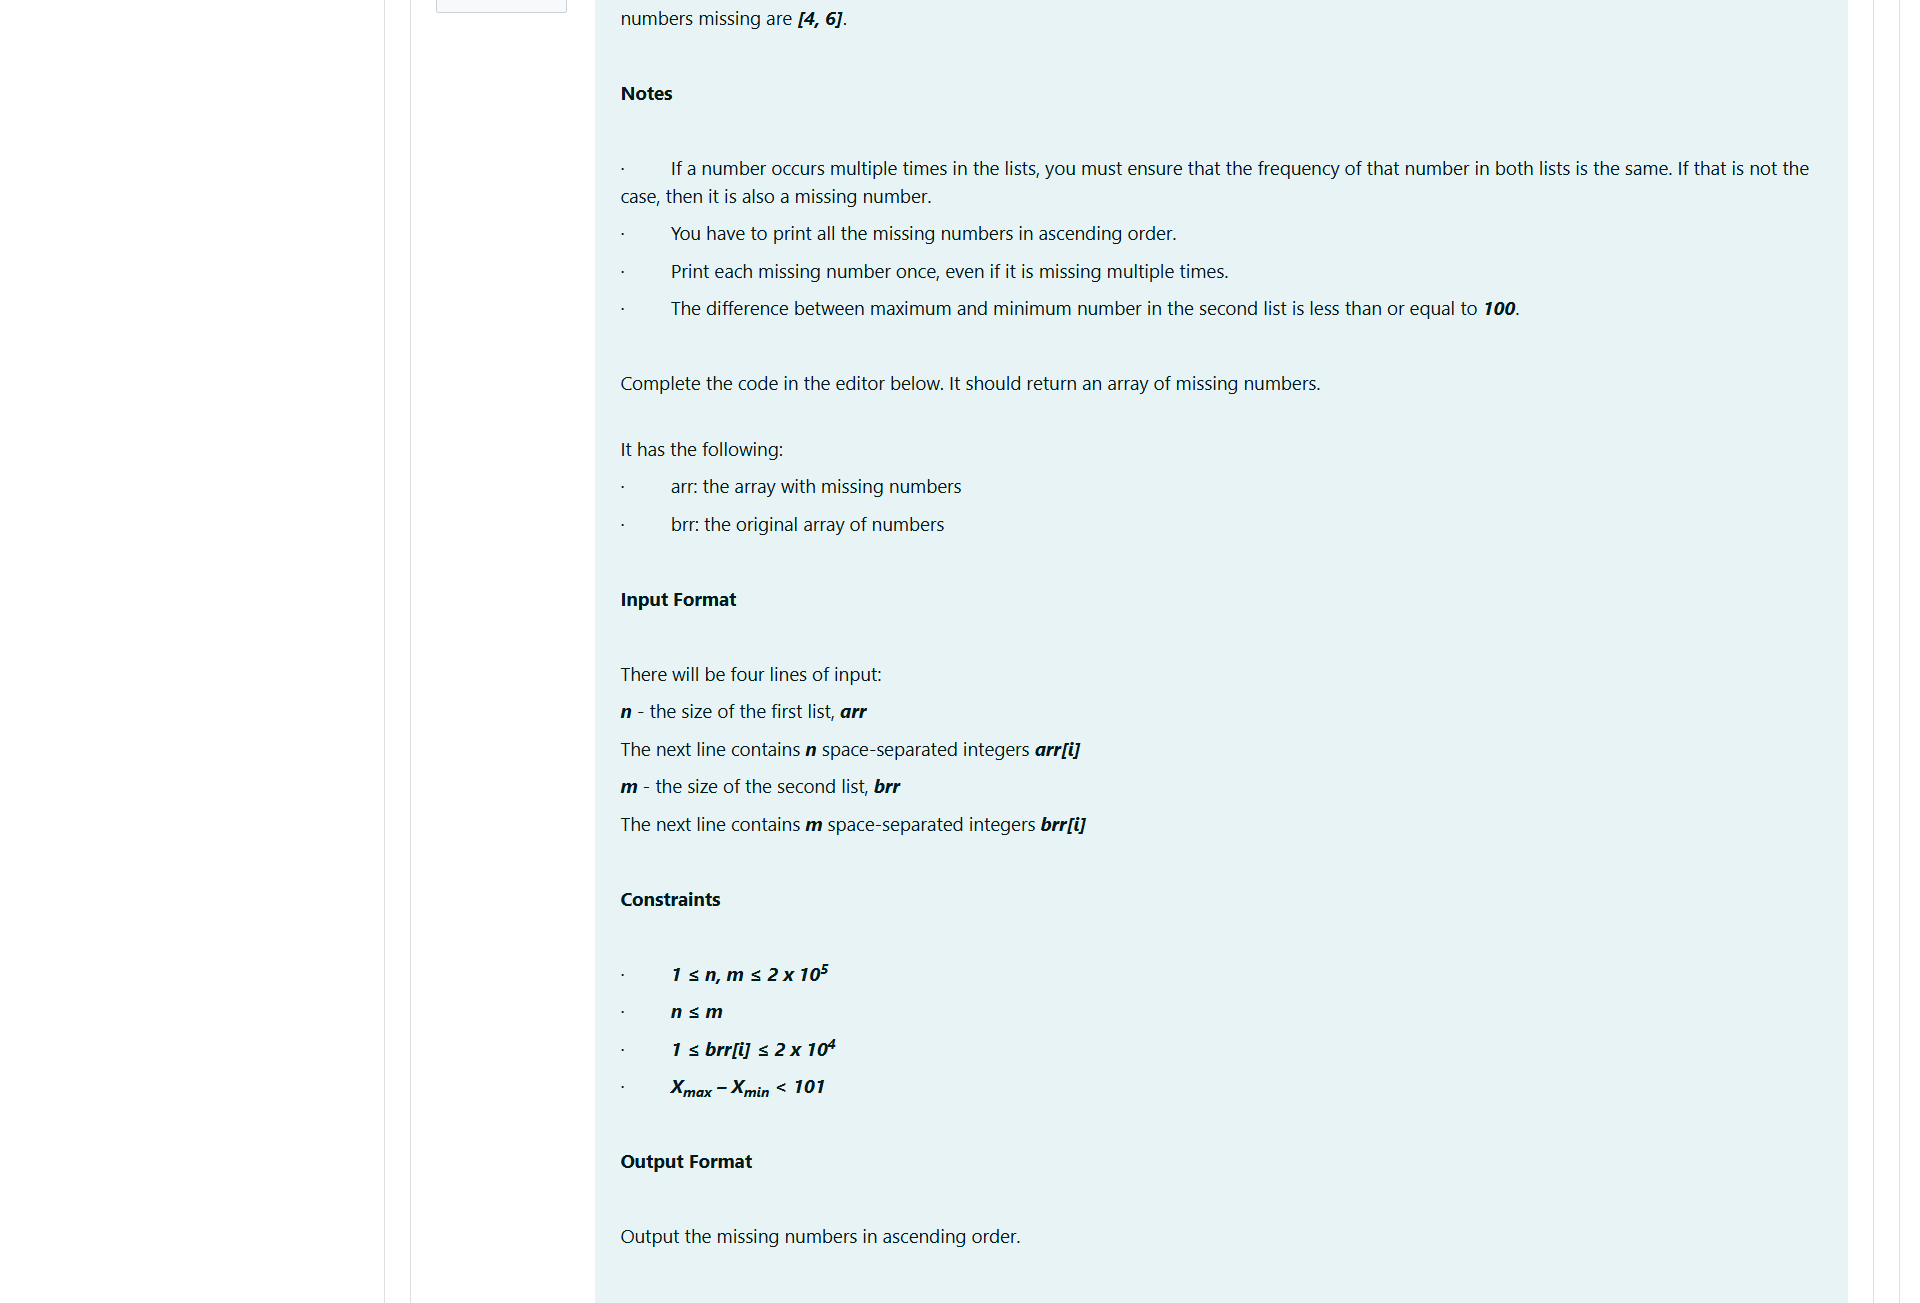 numbers missing are [4, 6].
Notes
· If a number occurs multiple times in the lists, you must ensure that the frequency of that number in both lists is the same. If that is not the
case, then it is also a missing number.
· You have to print all the missing numbers in ascending order.
· Print each missing number once, even if it is missing multiple times.
· The difference between maximum and minimum number in the second list is less than or equal to 100.
Complete the code in the editor below. It should return an array of missing numbers.
It has the following:
· arr: the array with missing numbers
· brr: the original array of numbers
Input Format
There will be four lines of input:
n - the size of the first list, arr
The next line contains n space-separated integers arr[i]
m - the size of the second list, brr
The next line contains m space-separated integers brr[i]
Constraints
· 1 ≤ n, m ≤ 2 x 10⁵
· n ≤ m
· 1 ≤ brr[i] ≤ 2 x 10⁴
· Xmax – Xmin < 101
Output Format
Output the missing numbers in ascending order.